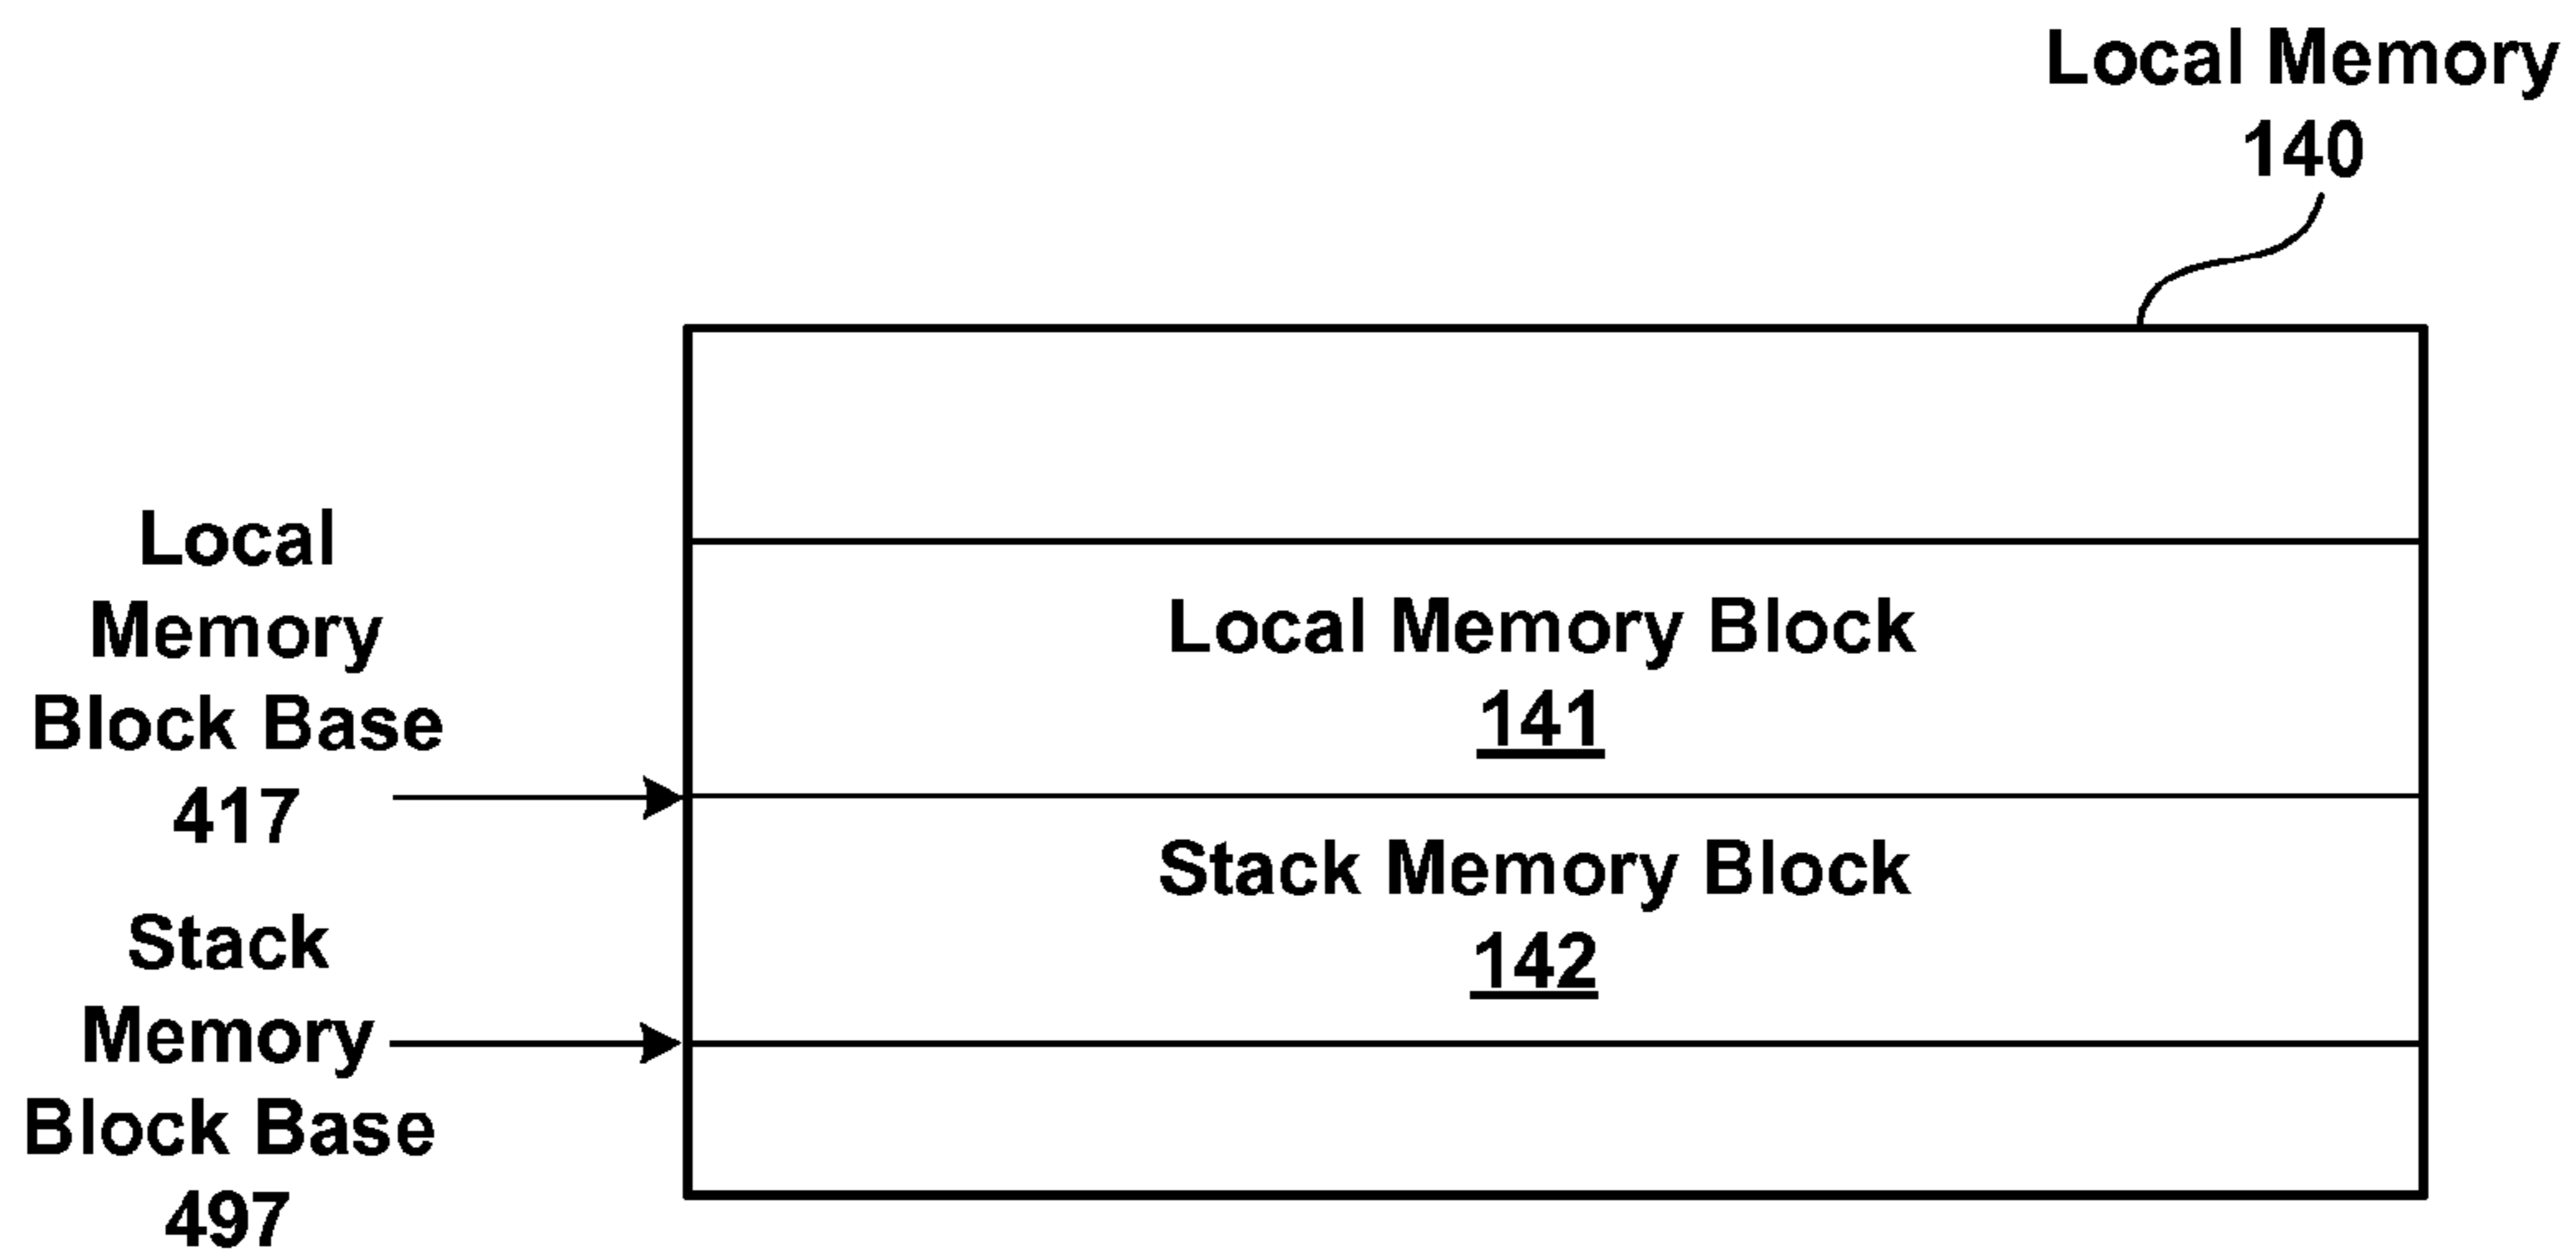 Local Memory
140
Local
Memory
Block Base
417
Local Memory Block
141
Stack Memory Block
142
Stack
Memory
Block Base
497